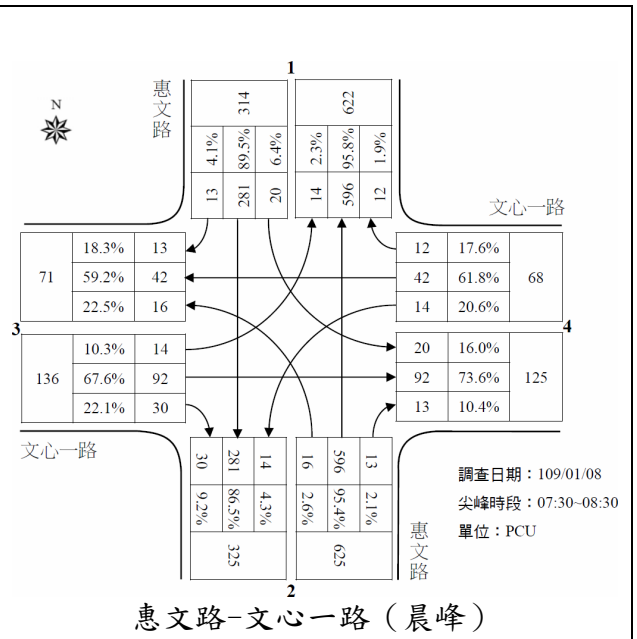 1
惠文路
N
314
622
4.1% 89.5% 6.4%
2.3% 95.8% 1.9%
13 281 20
14 596 12
文心一路
71
18.3% 13
59.2% 42
22.5% 16
12 17.6%
42 61.8%
14 20.6%
68
3
4
136
10.3% 14
67.6% 92
22.1% 30
20 16.0%
92 73.6%
13 10.4%
125
文心一路
30 281 14
16 596 13
9.2% 86.5% 4.3%
2.6% 95.4% 2.1%
325
625
惠文路
調查日期：109/01/08
尖峰時段：07:30~08:30
單位：PCU
2
惠文路-文心一路（晨峰）